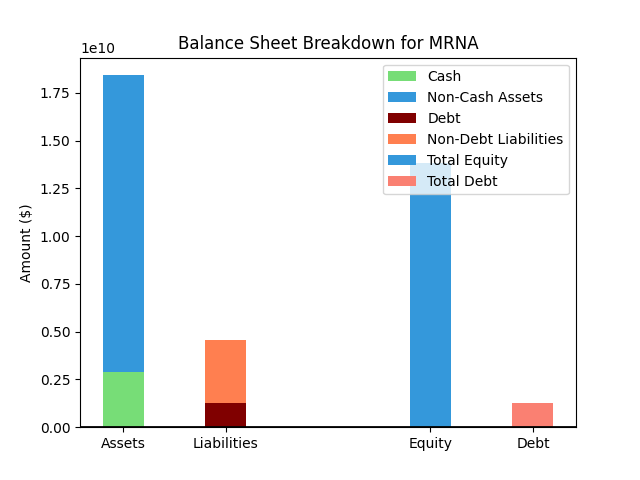 Balance Sheet Breakdown for MRNA
1e10
Cash
Non-Cash Assets
Debt
Non-Debt Liabilities
Total Equity
Total Debt
1.75
1.50
1.25
1.00
0.75
0.50
0.25
0.00
Amount ($)
Assets Liabilities Equity Debt